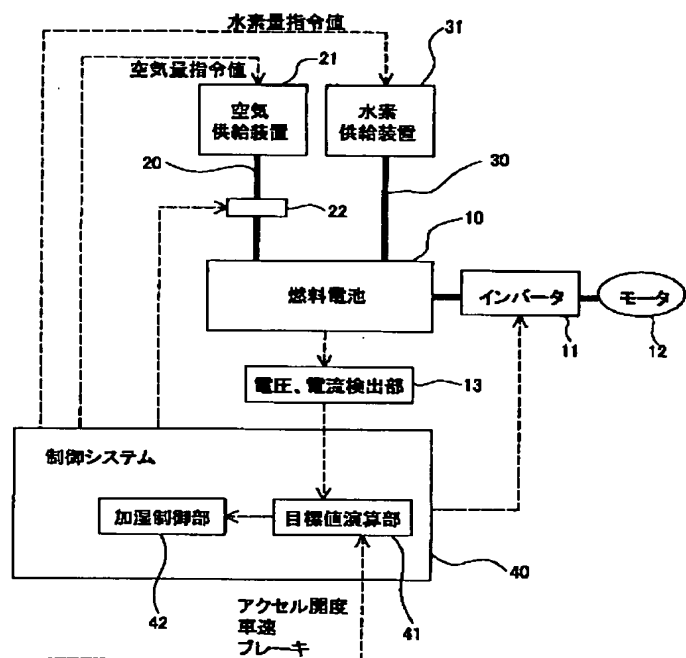 水素量指令値
31
21
空気量指令値
空気
供給装置
水素
供給装置
20
30
22
10
燃料電池
インバータ
モータ
11
12
電圧、電流検出部
13
制御システム
加湿制御部
目標値演算部
40
42
41
アクセル開度
車速
ブレーキ